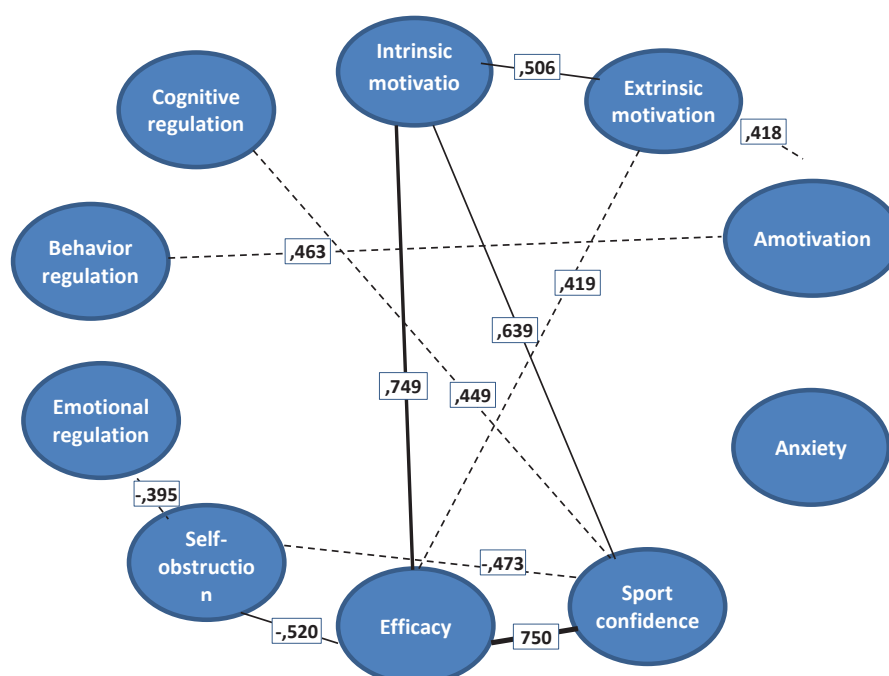 Intrinsic
motivatio
,506
Extrinsic
motivation
Cognitive
regulation
,418
Behavior
regulation
,463
Amotivation
,419
,639
,749
,449
Emotional
regulation
Anxiety
-,395
Self-
obstructio
n
-,473
Sport
confidence
-,520
Efficacy
750